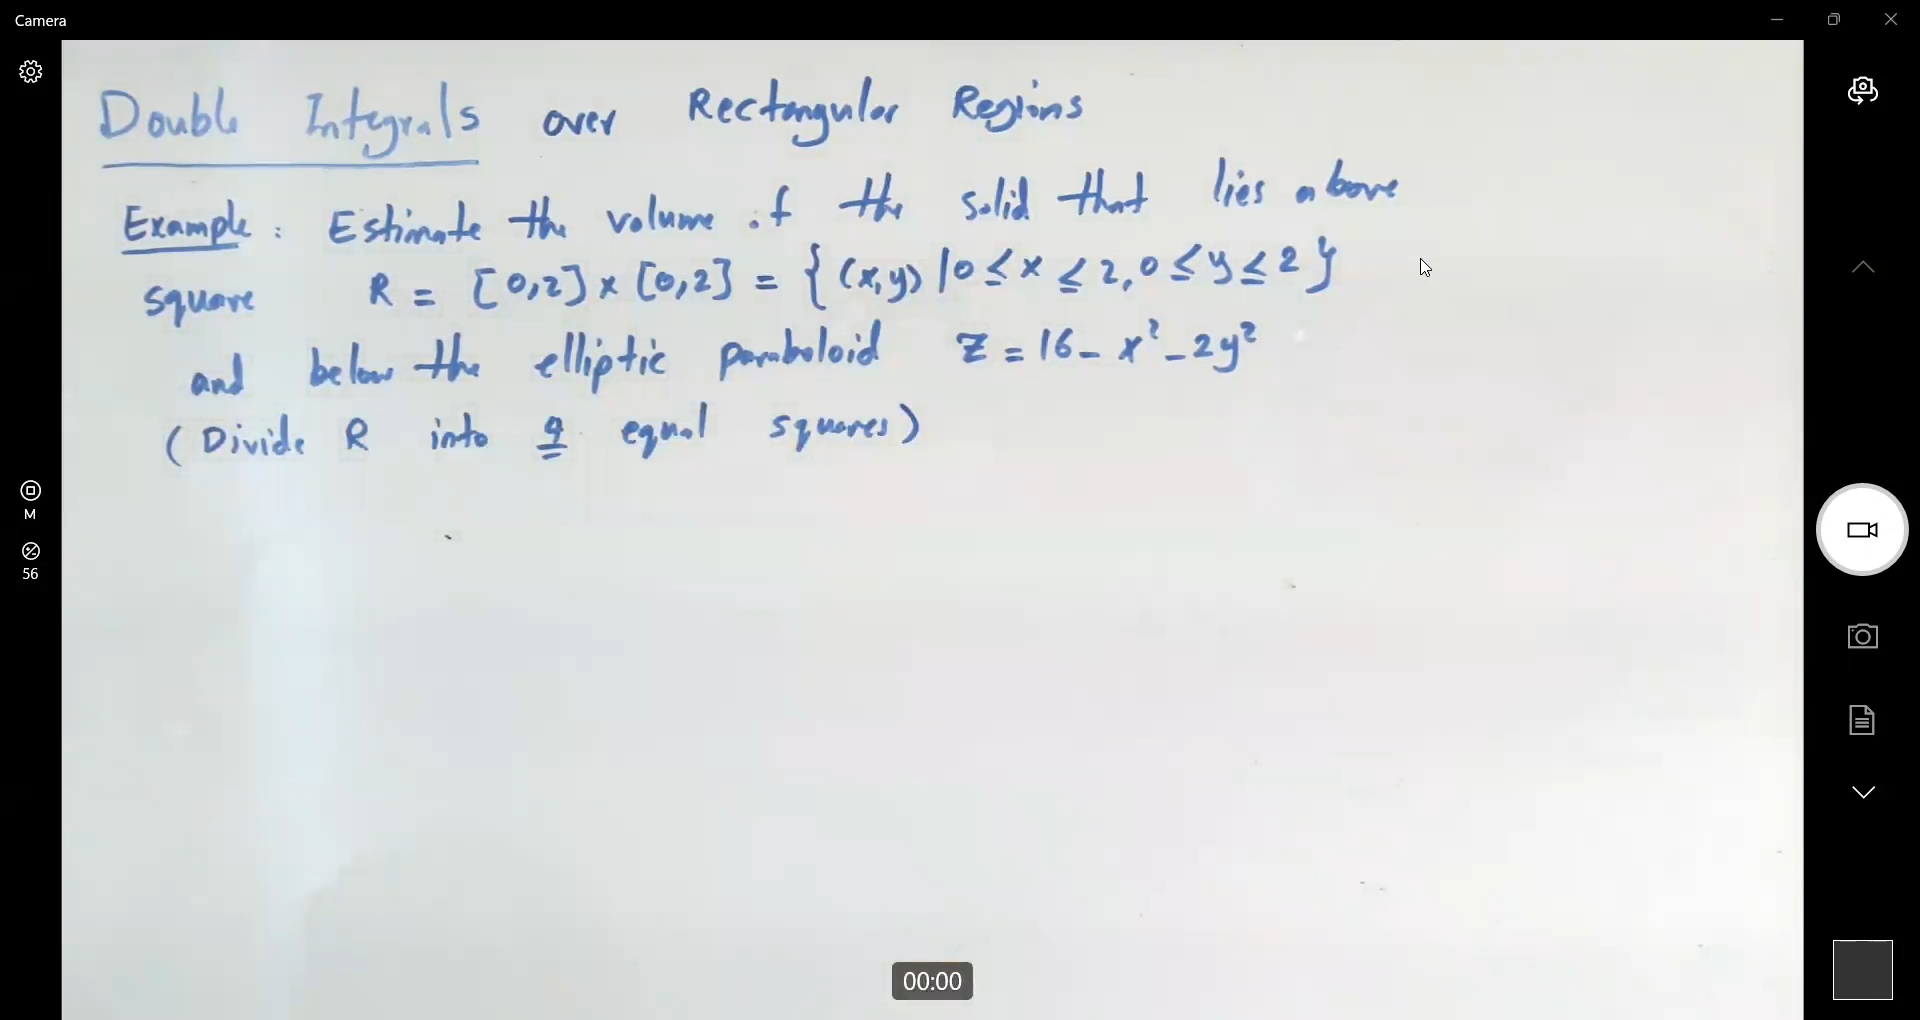 Camera
Double Integrals over Rectangular Regions
Example : Estimate the volume of the solid that lies above
square R = [0,2] × [0,2] = {(x,y) | 0 ≤ x ≤ 2, 0 ≤ y ≤ 2}
and below the elliptic paraboloid Z = 16 - x² - 2y²
(Divide R into 4 equal squares)
M
56
00:00